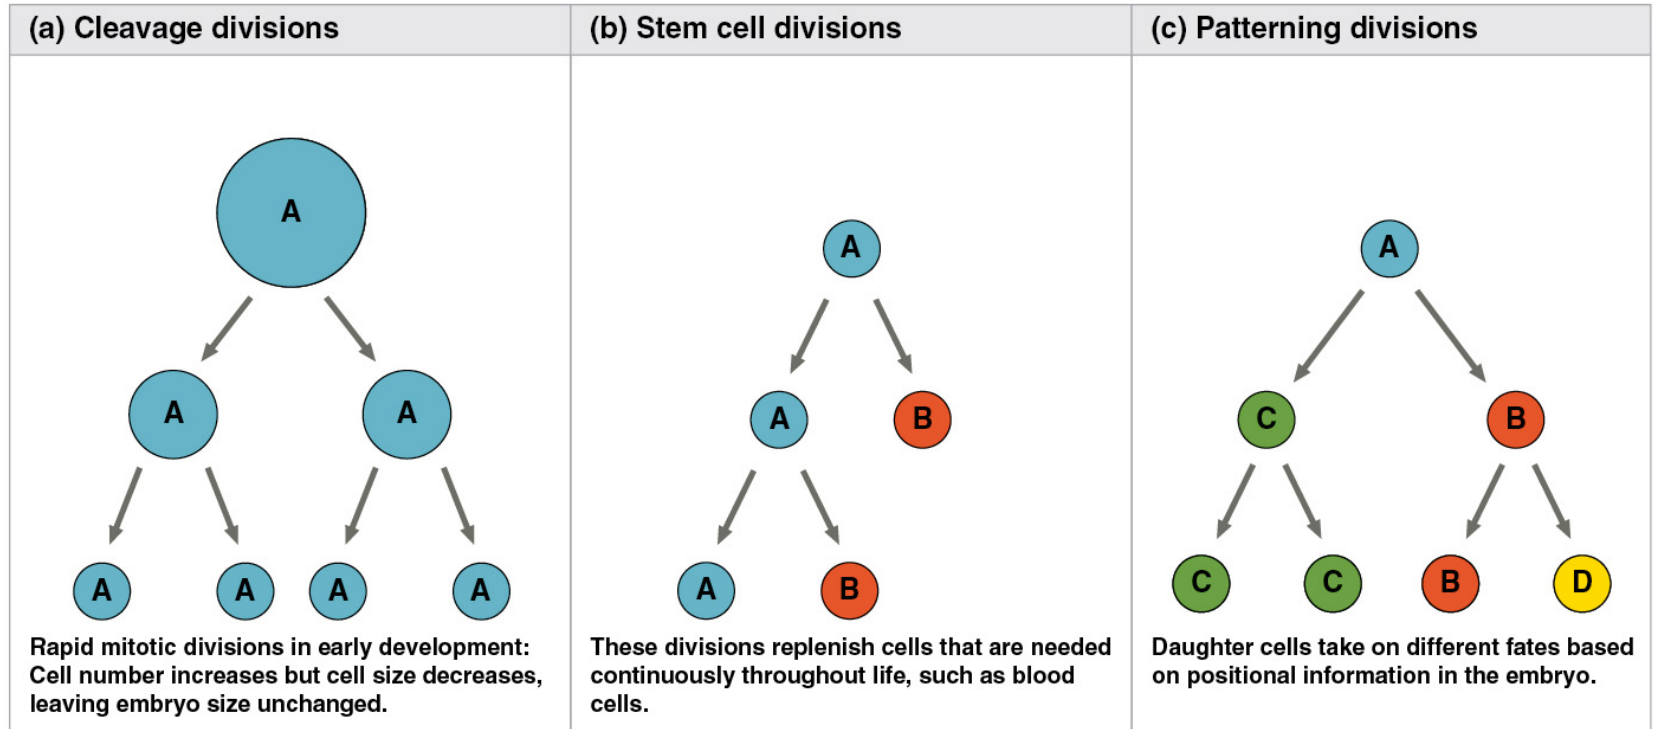 (a) Cleavage divisions
A
A
A
A
A
A
A
Rapid mitotic divisions in early development:
Cell number increases but cell size decreases,
leaving embryo size unchanged.
(b) Stem cell divisions
A
A
B
A
B
These divisions replenish cells that are needed
continuously throughout life, such as blood
cells.
(c) Patterning divisions
A
C
B
C
C
B
D
Daughter cells take on different fates based
on positional information in the embryo.